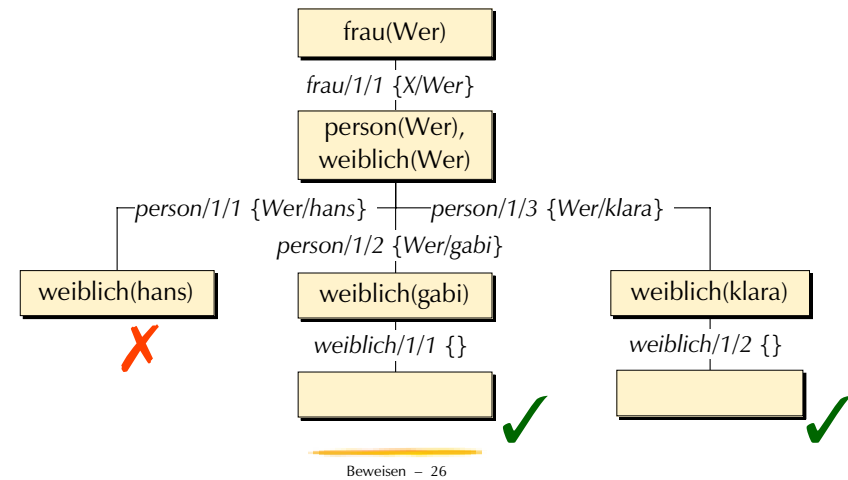 frau(Wer)
frau/1/1 {X/Wer}
person(Wer),
weiblich(Wer)
person/1/1 {Wer/hans}
person/1/3 {Wer/klara}
person/1/2 {Wer/gabi}
weiblich(hans)
weiblich(gabi)
weiblich(klara)
weiblich/1/1 {}
weiblich/1/2 {}
Beweisen – 26